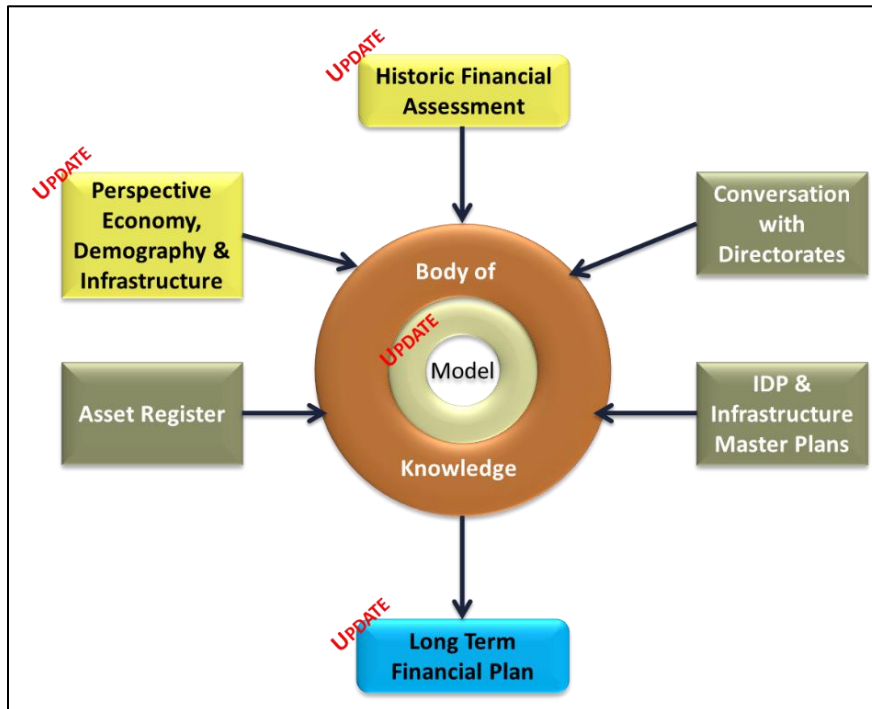 UPDATE
Historic Financial
Assessment
UPDATE
Perspective
Economy,
Demography &
Infrastructure
Conversation
with
Directorates
Body of
UPDATE
Model
Knowledge
Asset Register
IDP &
Infrastructure
Master Plans
UPDATE
Long Term
Financial Plan